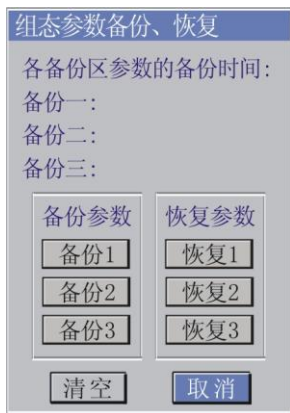 组态参数备份、恢复
各备份区参数的备份时间:
备份一:
备份二:
备份三:
备份参数 恢复参数
备份1 恢复1
备份2 恢复2
备份3 恢复3
清空 取消